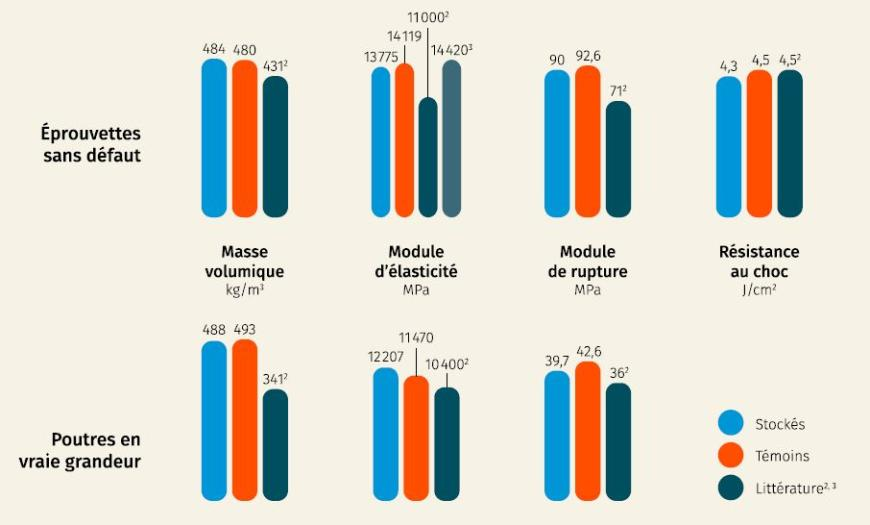 484 480 431²
13775 14119 11000² 14420³
90 92,6 71²
4,3 4,5 4,5²
Éprouvettes
sans défaut
Masse
volumique
kg/m³
Module
d'élasticité
MPa
Module
de rupture
MPa
Résistance
au choc
J/cm²
488 493 341²
12207 11470 10400²
39,7 42,6 36²
Poutres en
vraie grandeur
Stockés
Témoins
Littérature²,³